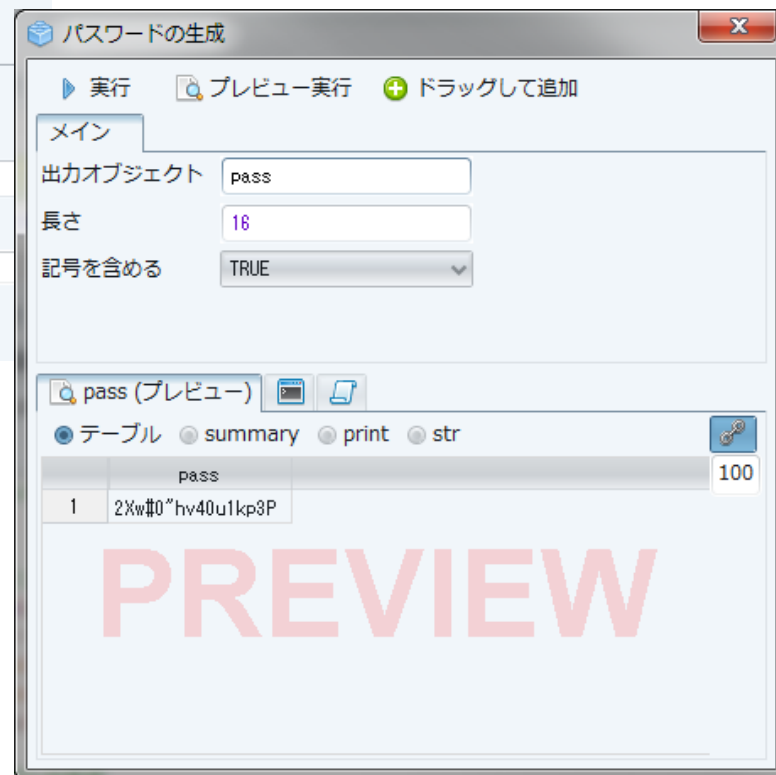 パスワードの生成
実行 プレビュー実行 ドラッグして追加
メイン
出力オブジェクト pass
長さ 16
記号を含める TRUE
pass (プレビュー)
テーブル summary print str
100
pass
1 2Xw#0"hv40u1kp3P
PREVIEW